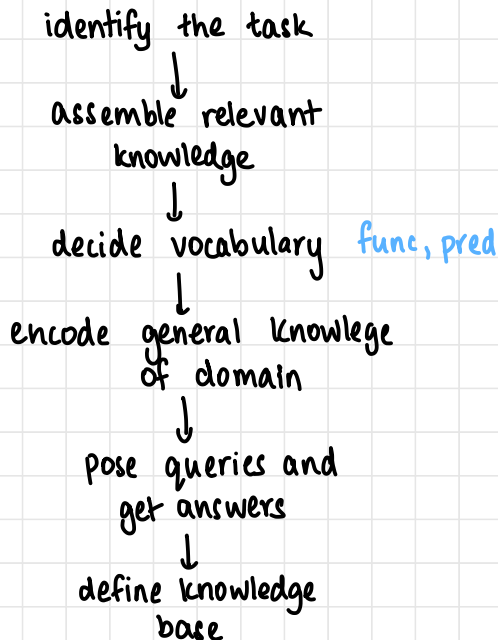 identify the task
assemble relevant
knowledge
decide vocabulary func, pred
encode general knowlege
of domain
pose queries and
get answers
define knowledge
base